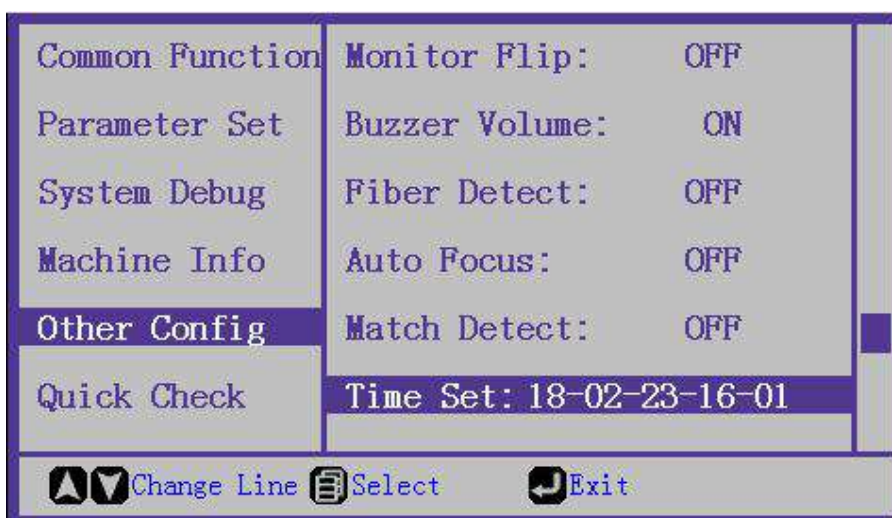 Common Function Monitor Flip: OFF
Parameter Set Buzzer Volume: ON
System Debug Fiber Detect: OFF
Machine Info Auto Focus: OFF
Other Config Match Detect: OFF
Quick Check Time Set: 18-02-23-16-01
Change Line Select Exit